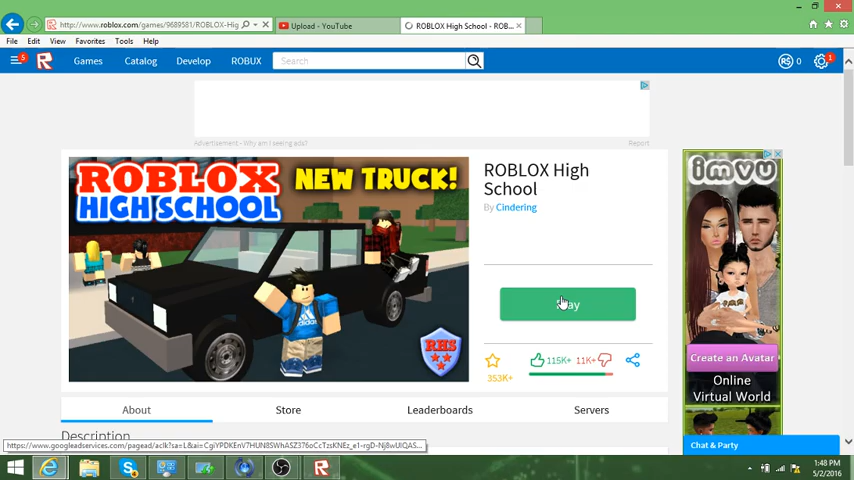 http://www.roblox.com/games/9689581/ROBLOX-Hig
Upload - YouTube
ROBLOX High School - ROB...
File Edit View Favorites Tools Help
5
R
Games Catalog Develop ROBUX
Search
R$ 0
1
Advertisement - Why am I seeing ads?
Report
ROBLOX
HIGH SCHOOL
NEW TRUCK!
adidas
RHS
ROBLOX High
School
By Cindering
353K+
115K+
11K+
imvu
Create an Avatar
Online
Virtual World
About Store Leaderboards Servers
Description
Chat & Party
1:48 PM
5/2/2016